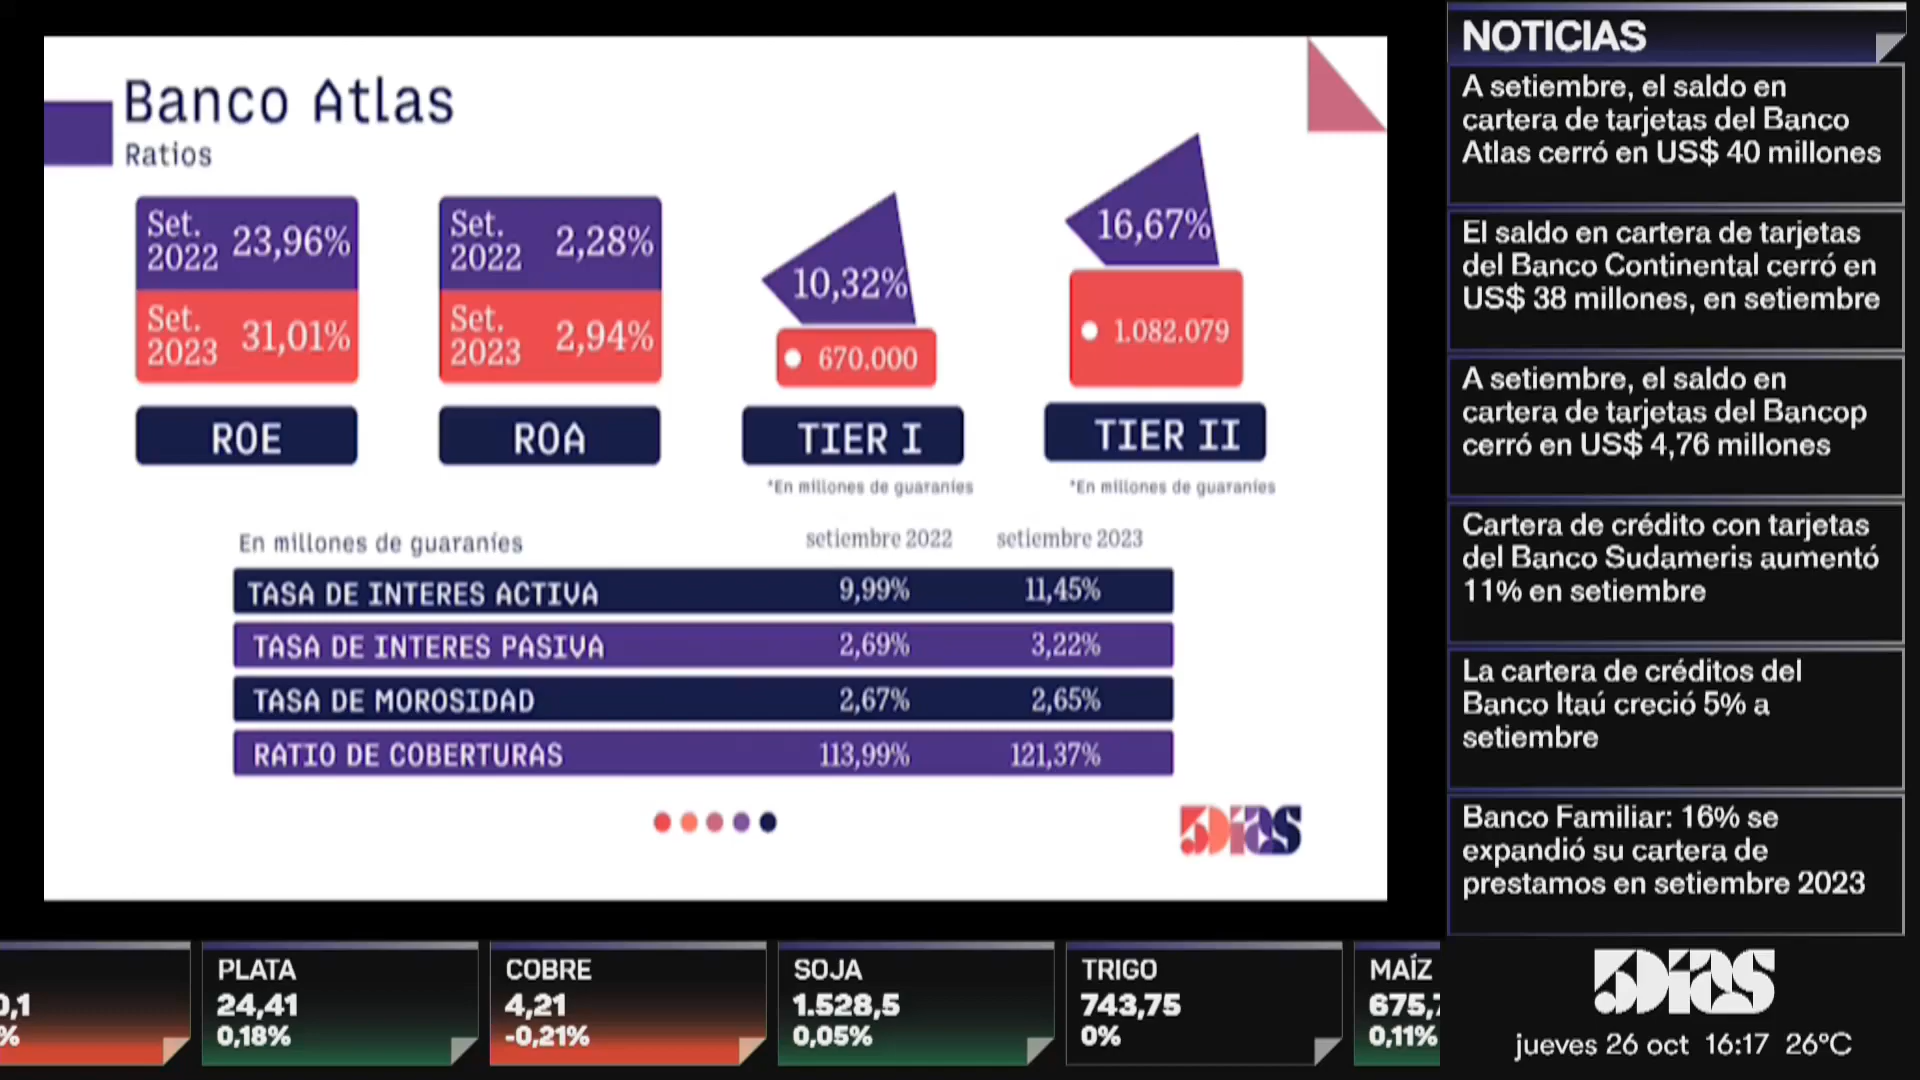 Banco Atlas
Ratios
Set. 2022 23,96%
Set. 2023 31,01%
ROE
Set. 2022 2,28%
Set. 2023 2,94%
ROA
10,32%
670.000
TIER I
*En millones de guaraníes
16,67%
1.082.079
TIER II
*En millones de guaraníes
En millones de guaraníes setiembre 2022 setiembre 2023
TASA DE INTERES ACTIVA 9,99% 11,45%
TASA DE INTERES PASIVA 2,69% 3,22%
TASA DE MOROSIDAD 2,67% 2,65%
RATIO DE COBERTURAS 113,99% 121,37%
5Días
NOTICIAS
A setiembre, el saldo en
cartera de tarjetas del Banco
Atlas cerró en US$ 40 millones
El saldo en cartera de tarjetas
del Banco Continental cerró en
US$ 38 millones, en setiembre
A setiembre, el saldo en
cartera de tarjetas del Bancop
cerró en US$ 4,76 millones
Cartera de crédito con tarjetas
del Banco Sudameris aumentó
11% en setiembre
La cartera de créditos del
Banco Itaú creció 5% a
setiembre
Banco Familiar: 16% se
expandió su cartera de
prestamos en setiembre 2023
PLATA
24,41
0,18%
COBRE
4,21
-0,21%
SOJA
1.528,5
0,05%
TRIGO
743,75
0%
MAÍZ
0,11%
5Días
jueves 26 oct 16:17 26°C